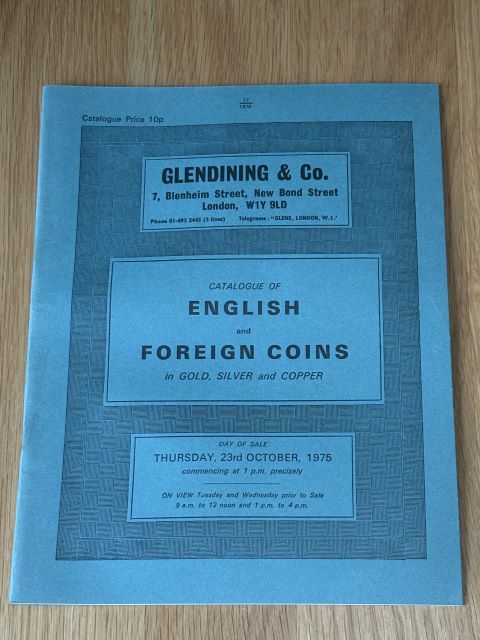 17
1975
Catalogue Price 10p
GLENDINING & Co.
7, Blenheim Street, New Bond Street
London, W1Y 9LD
Phone 01-493 2445 (3 lines) Telegrams: "GLENS, LONDON, W.1."
CATALOGUE OF
ENGLISH
and
FOREIGN COINS
in GOLD, SILVER and COPPER
DAY OF SALE
THURSDAY, 23rd OCTOBER, 1975
commencing at 1 p.m. precisely
ON VIEW Tuesday and Wednesday prior to Sale
9 a.m. to 12 noon and 1 p.m. to 4 p.m.